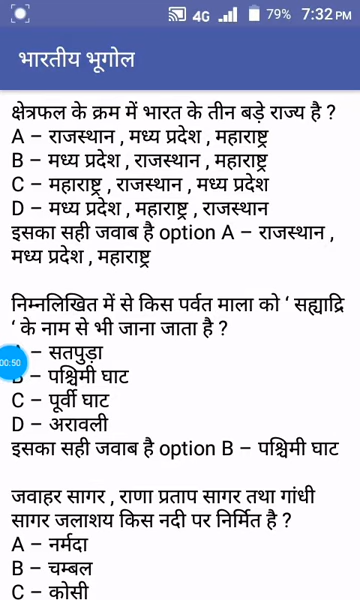 4G 79% 7:32 PM
भारतीय भूगोल
क्षेत्रफल के क्रम में भारत के तीन बड़े राज्य है ?
A – राजस्थान , मध्य प्रदेश , महाराष्ट्र
B – मध्य प्रदेश , राजस्थान , महाराष्ट्र
C – महाराष्ट्र , राजस्थान , मध्य प्रदेश
D – मध्य प्रदेश , महाराष्ट्र , राजस्थान
इसका सही जवाब है option A – राजस्थान ,
मध्य प्रदेश , महाराष्ट्र
निम्नलिखित में से किस पर्वत माला को ‘ सह्याद्रि
‘ के नाम से भी जाना जाता है ?
A – सतपुड़ा
00:50
B – पश्चिमी घाट
C – पूर्वी घाट
D – अरावली
इसका सही जवाब है option B – पश्चिमी घाट
जवाहर सागर , राणा प्रताप सागर तथा गांधी
सागर जलाशय किस नदी पर निर्मित है ?
A – नर्मदा
B – चम्बल
C – कोसी